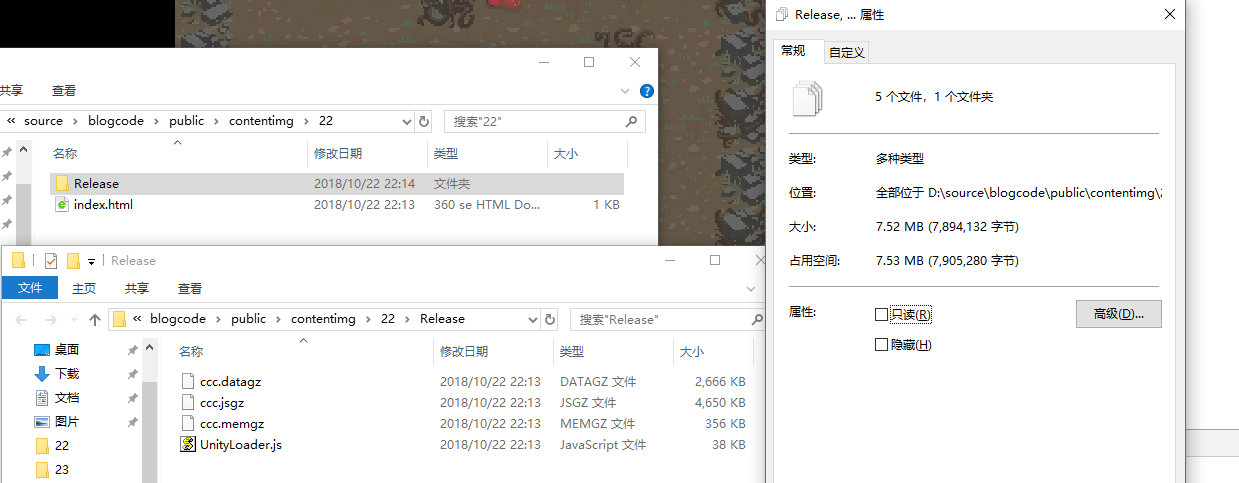 共享 查看
« source › blogcode › public › contentimg › 22 搜索"22"
名称 修改日期 类型 大小
Release 2018/10/22 22:14 文件夹
index.html 2018/10/22 22:13 360 se HTML Do... 1 KB
Release
文件 主页 共享 查看
« blogcode › public › contentimg › 22 › Release 搜索"Release"
桌面
下载
文档
图片
22
23
名称 修改日期 类型 大小
ccc.datagz 2018/10/22 22:13 DATAGZ 文件 2,666 KB
ccc.jsgz 2018/10/22 22:13 JSGZ 文件 4,650 KB
ccc.memgz 2018/10/22 22:13 MEMGZ 文件 356 KB
UnityLoader.js 2018/10/22 22:13 JavaScript 文件 38 KB
Release, ... 属性
常规 自定义
5 个文件，1 个文件夹
类型: 多种类型
位置: 全部位于 D:\source\blogcode\public\contentimg\
大小: 7.52 MB (7,894,132 字节)
占用空间: 7.53 MB (7,905,280 字节)
属性: 只读(R) 高级(D)...
隐藏(H)